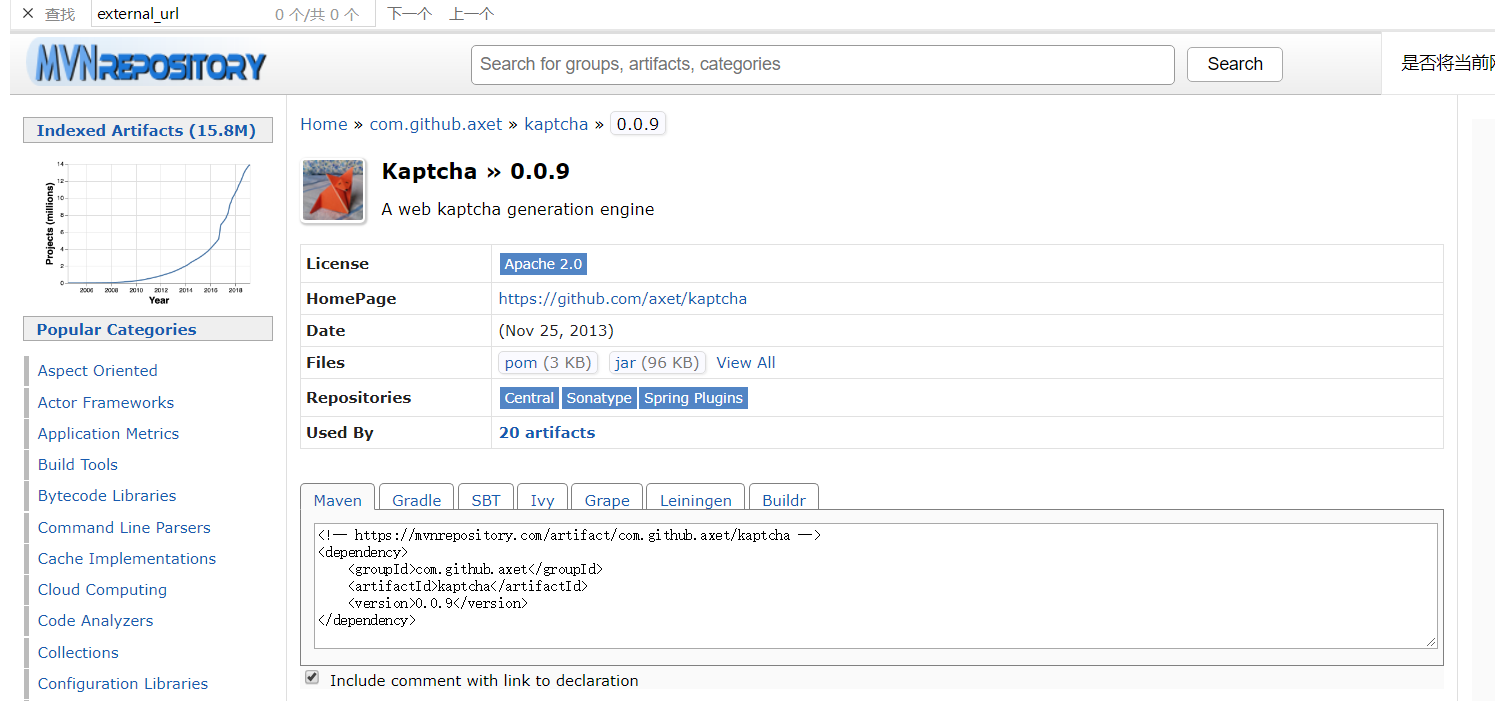 查找 external_url 0 个/共 0 个 下一个 上一个
MVNREPOSITORY Search for groups, artifacts, categories Search 是否将当前
Indexed Artifacts (15.8M)
Projects (millions)
14
12
10
8
6
4
2
0
2006 2008 2010 2012 2014 2016 2018
Year
Popular Categories
Aspect Oriented
Actor Frameworks
Application Metrics
Build Tools
Bytecode Libraries
Command Line Parsers
Cache Implementations
Cloud Computing
Code Analyzers
Collections
Configuration Libraries
Home » com.github.axet » kaptcha » 0.0.9
Kaptcha » 0.0.9
A web kaptcha generation engine
License Apache 2.0
HomePage https://github.com/axet/kaptcha
Date (Nov 25, 2013)
Files pom (3 KB) jar (96 KB) View All
Repositories Central Sonatype Spring Plugins
Used By 20 artifacts
Maven Gradle SBT Ivy Grape Leiningen Buildr
<!-- https://mvnrepository.com/artifact/com.github.axet/kaptcha -->
<dependency>
    <groupId>com.github.axet</groupId>
    <artifactId>kaptcha</artifactId>
    <version>0.0.9</version>
</dependency>
Include comment with link to declaration